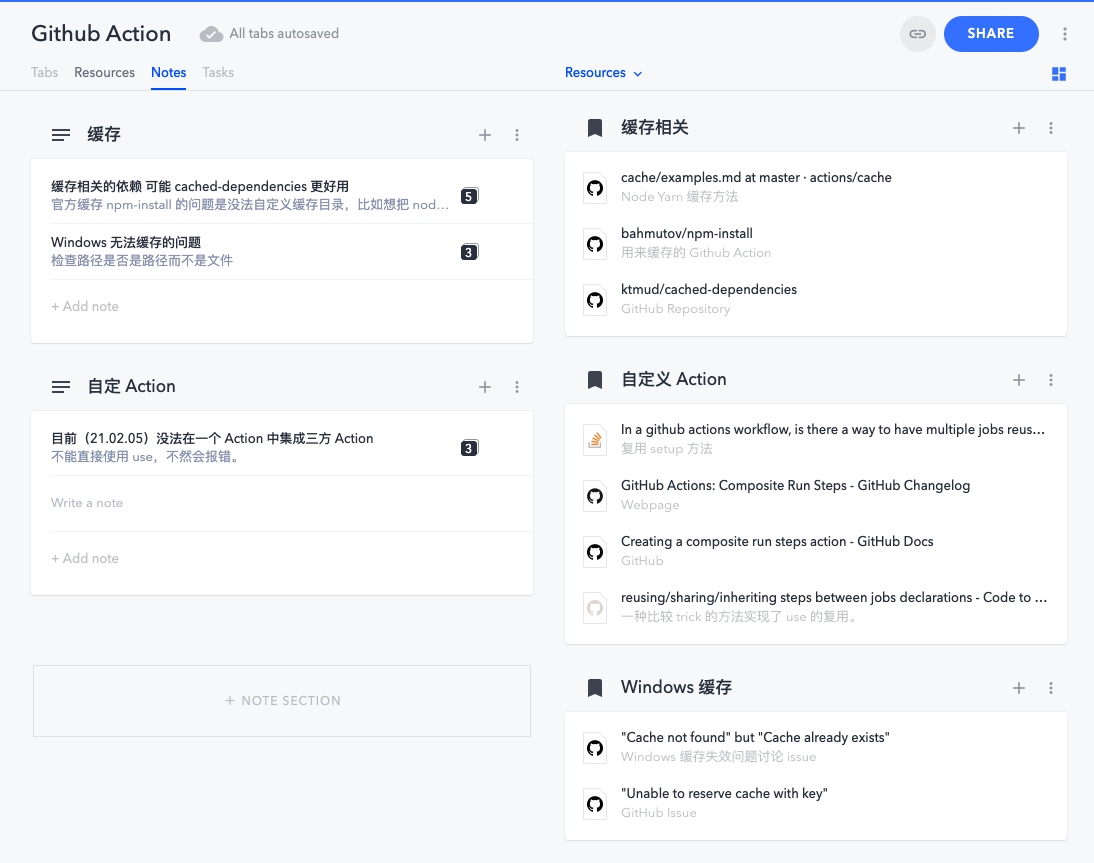 Github Action
All tabs autosaved
SHARE
Tabs
Resources
Notes
Tasks
Resources
缓存
缓存相关的依赖 可能 cached-dependencies 更好用
官方缓存 npm-install 的问题是没法自定义缓存目录，比如想把 nod...
5
Windows 无法缓存的问题
检查路径是否是路径而不是文件
3
+ Add note
自定 Action
目前（21.02.05）没法在一个 Action 中集成三方 Action
不能直接使用 use，不然会报错。
3
Write a note
+ Add note
+ NOTE SECTION
缓存相关
cache/examples.md at master · actions/cache
Node Yarn 缓存方法
bahmutov/npm-install
用来缓存的 Github Action
ktmud/cached-dependencies
GitHub Repository
自定义 Action
In a github actions workflow, is there a way to have multiple jobs reus...
复用 setup 方法
GitHub Actions: Composite Run Steps - GitHub Changelog
Webpage
Creating a composite run steps action - GitHub Docs
GitHub
reusing/sharing/inheriting steps between jobs declarations - Code to ...
一种比较 trick 的方法实现了 use 的复用。
Windows 缓存
"Cache not found" but "Cache already exists"
Windows 缓存失效问题讨论 issue
"Unable to reserve cache with key"
GitHub Issue